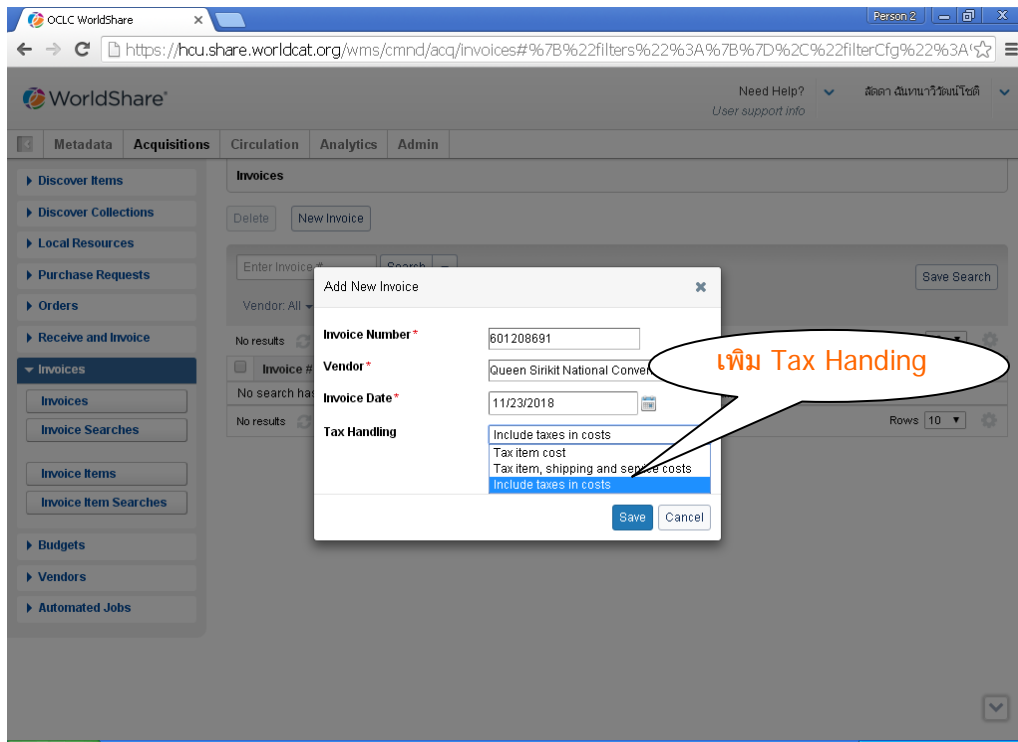 OCLC WorldShare
Person 2
https://hcu.share.worldcat.org/wms/cmnd/acq/invoices#%7B%22filters%22%3A%7B%7D%2C%22filterCfg%22%3A
WorldShare®
Need Help?
User support info
Metadata Acquisitions Circulation Analytics Admin
Discover Items
Discover Collections
Local Resources
Purchase Requests
Orders
Receive and Invoice
Invoices
Invoices
Invoice Searches
Invoice Items
Invoice Item Searches
Budgets
Vendors
Automated Jobs
Invoices
Delete New Invoice
Enter Invoice # Search
Save Search
Vendor: All
No results
Invoice #
No search has
No results
Rows 10
Add New Invoice
Invoice Number* 601208691
Vendor* Queen Sirikit National Conven
Invoice Date* 11/23/2018
Tax Handling Include taxes in costs
Tax item cost
Tax item, shipping and service costs
Include taxes in costs
Save Cancel
เพิ่ม Tax Handing